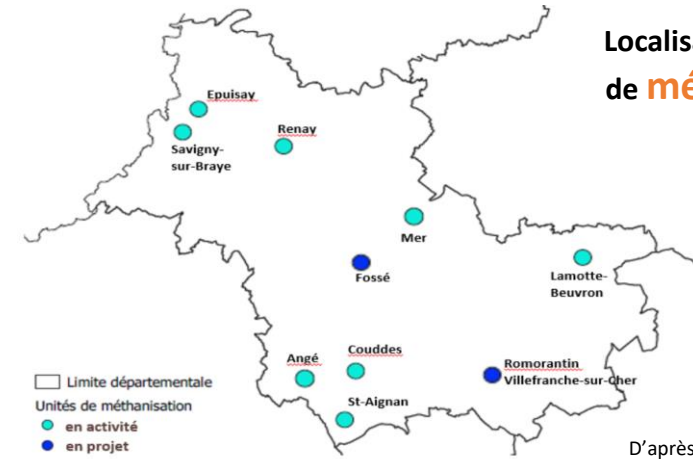 Localis
de mé
Epuisay
Renay
Savigny-
sur-Braye
Mer
Fossé
Lamotte-
Beuvron
Angé
Couddes
Romorantin
Villefranche-sur-Cher
St-Aignan
Limite départementale
Unités de méthanisation
en activité
en projet
D'après